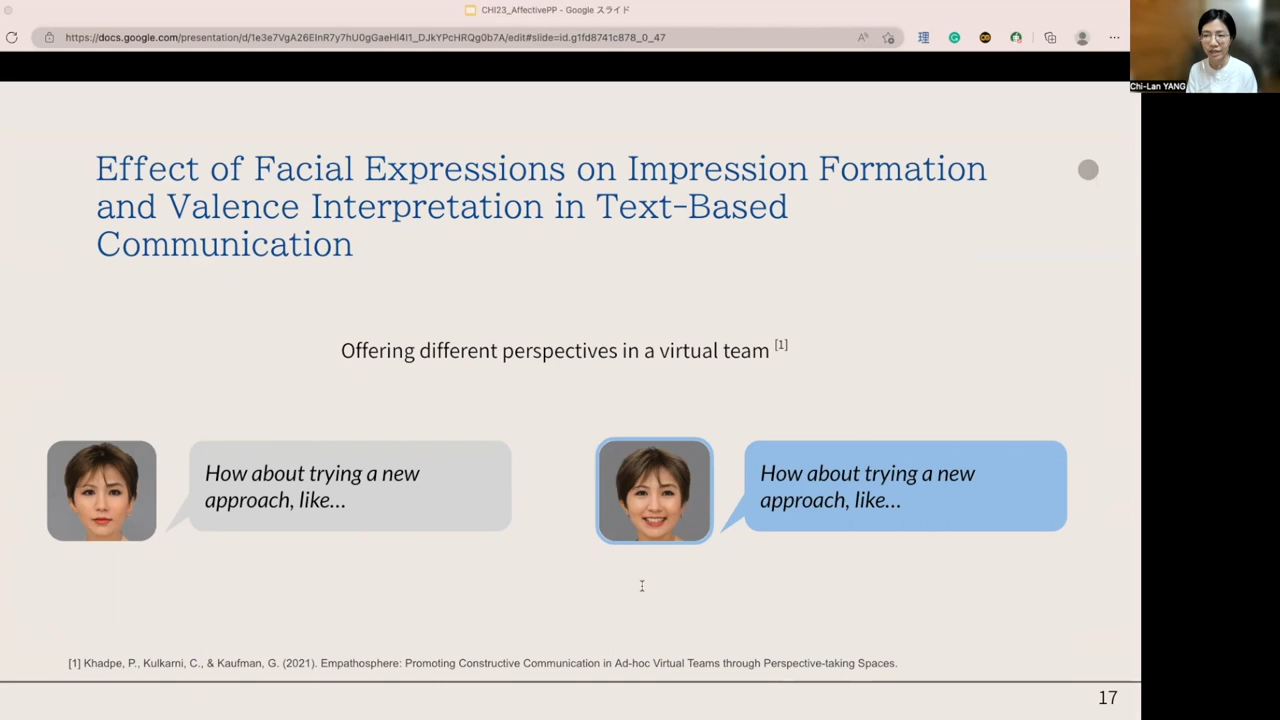 CHI23_AffectivePP - Google スライド
https://docs.google.com/presentation/d/1e3e7VgA26EInR7y7hU0gGaeHl4I1_DJkYPcHRQg0b7A/edit#slide=id.g1fd8741c878_0_47
Chi-Lan YANG
Effect of Facial Expressions on Impression Formation
and Valence Interpretation in Text-Based
Communication
Offering different perspectives in a virtual team [1]
How about trying a new
approach, like...
How about trying a new
approach, like...
[1] Khadpe, P., Kulkarni, C., & Kaufman, G. (2021). Empathosphere: Promoting Constructive Communication in Ad-hoc Virtual Teams through Perspective-taking Spaces.
17